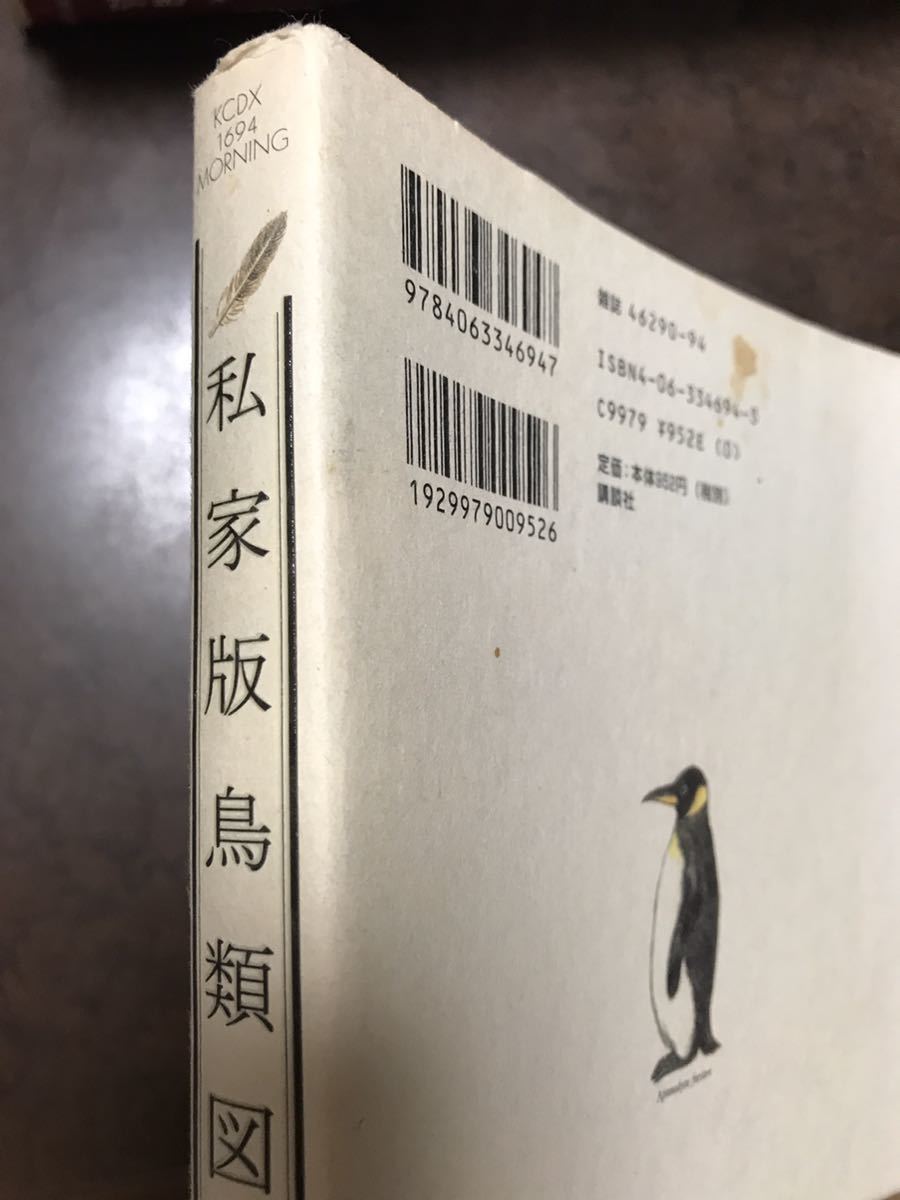 KCDX
1694
MORNING
私家版鳥類図
9784063346947
1929979009526
雑誌 46290-94
ISBN4-06-334694-5
C9979 ¥952E (0)
定価:本体952円(税別)
講談社